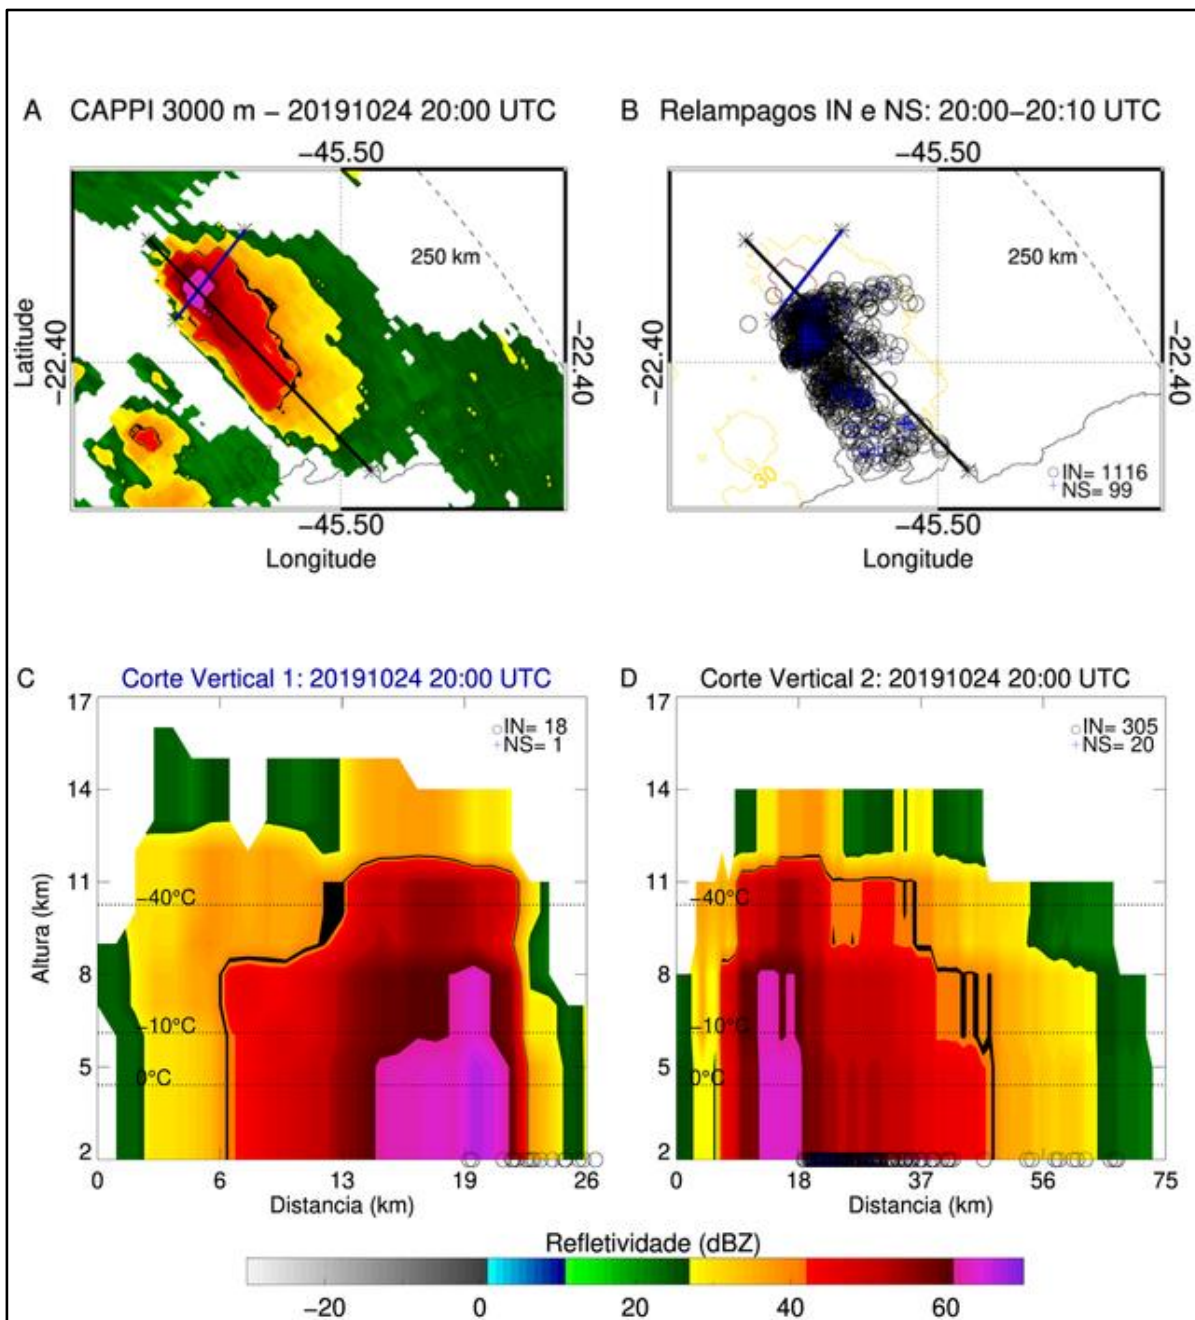 A CAPPI 3000 m – 20191024 20:00 UTC
B Relampagos IN e NS: 20:00–20:10 UTC
−45.50
−45.50
250 km
250 km
Latitude
−22.40
−22.40
−22.40
−22.40
30
IN= 1116
NS= 99
−45.50
−45.50
Longitude
Longitude
C Corte Vertical 1: 20191024 20:00 UTC
D Corte Vertical 2: 20191024 20:00 UTC
17
14
11
8
5
2
Altura (km)
IN= 18
NS= 1
−40°C
−10°C
0°C
0 6 13 19 26
Distancia (km)
17
14
11
8
5
2
IN= 305
NS= 20
−40°C
−10°C
0°C
0 18 37 56 75
Distancia (km)
Refletividade (dBZ)
−20 0 20 40 60